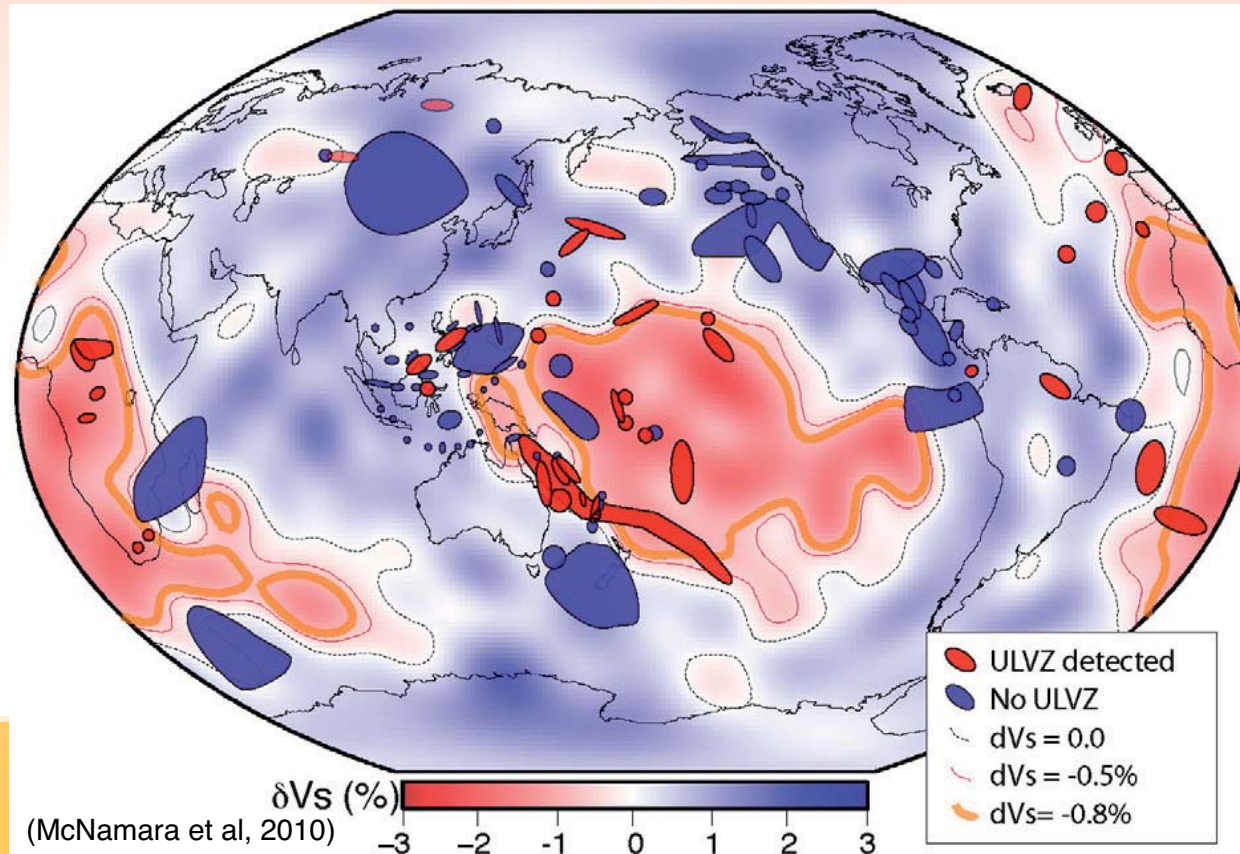 ULVZ detected
No ULVZ
dVs = 0.0
dVs = -0.5%
dVs= -0.8%
δVs (%)
-3 -2 -1 0 1 2 3
(McNamara et al, 2010)